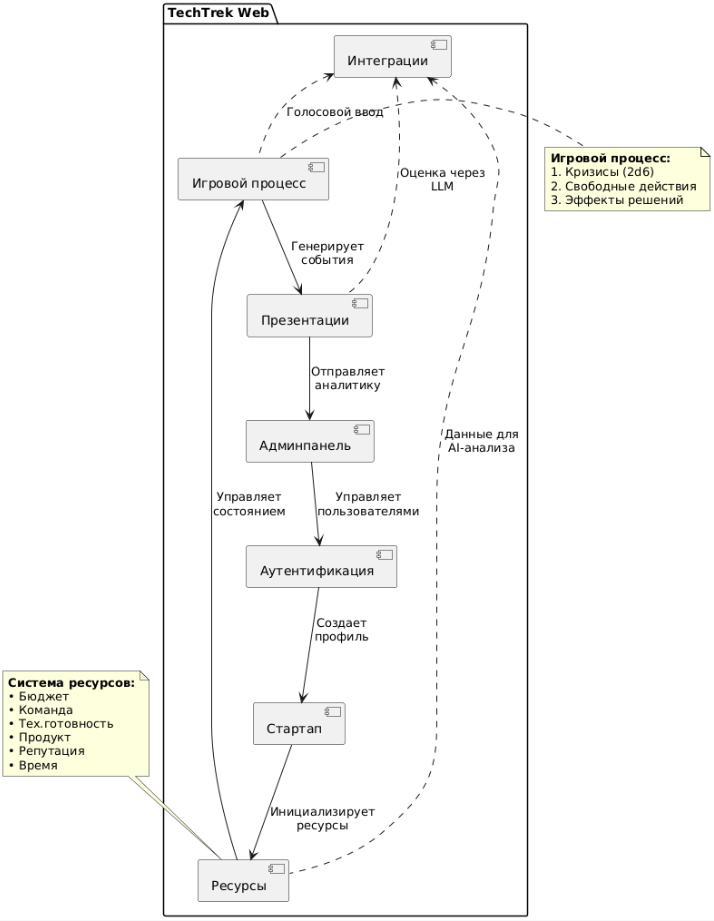 TechTrek Web
Интеграции
Голосовой ввод
Игровой процесс:
1. Кризисы (2d6)
2. Свободные действия
3. Эффекты решений
Игровой процесс
Оценка через
LLM
Генерирует
события
Презентации
Отправляет
аналитику
Админпанель
Данные для
AI-анализа
Управляет
состоянием
Управляет
пользователями
Аутентификация
Создает
профиль
Система ресурсов:
• Бюджет
• Команда
• Тех.готовность
• Продукт
• Репутация
• Время
Стартап
Инициализирует
ресурсы
Ресурсы